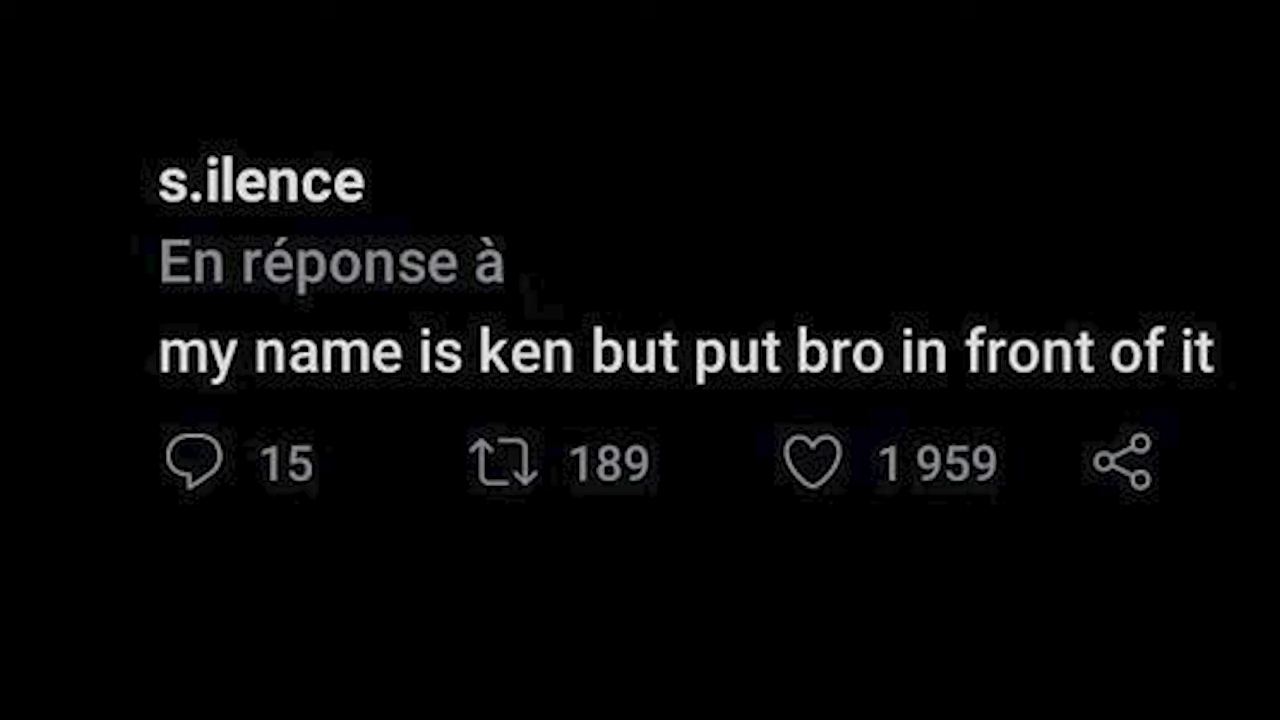 s.ilence
En réponse à
my name is ken but put bro in front of it
15 189 1 959